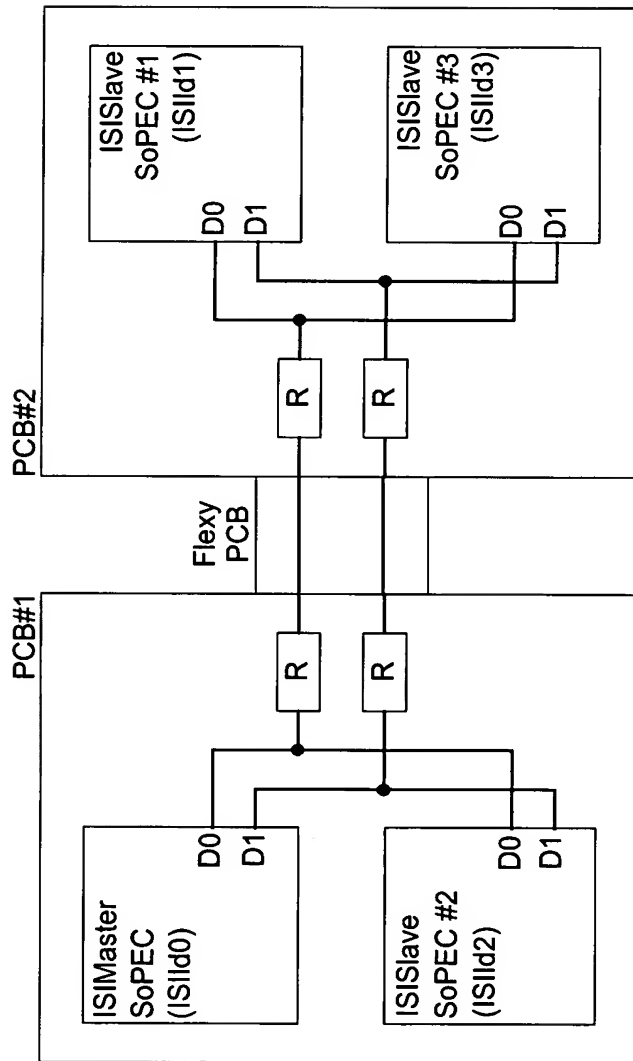 PCB#1
ISIMaster
SoPEC
(ISIId0)
D0
D1
ISISlave
SoPEC #2
(ISIId2)
D0
D1
R
R
Flexy
PCB
PCB#2
R
R
ISISlave
SoPEC #1
(ISIId1)
D0
D1
ISISlave
SoPEC #3
(ISIId3)
D0
D1